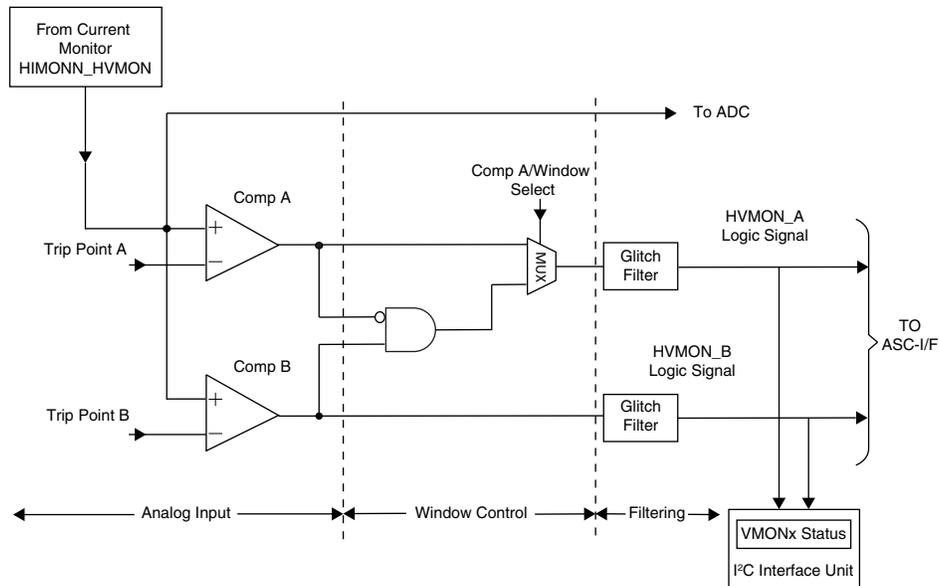 From Current
Monitor
HIMONN_HVMON
To ADC
Comp A/Window
Select
Comp A
HVMON_A
Logic Signal
+
−
Trip Point A
MUX
Glitch
Filter
TO
ASC-I/F
Comp B
HVMON_B
Logic Signal
+
−
Trip Point B
Glitch
Filter
Analog Input
Window Control
Filtering
VMONx Status
I²C Interface Unit